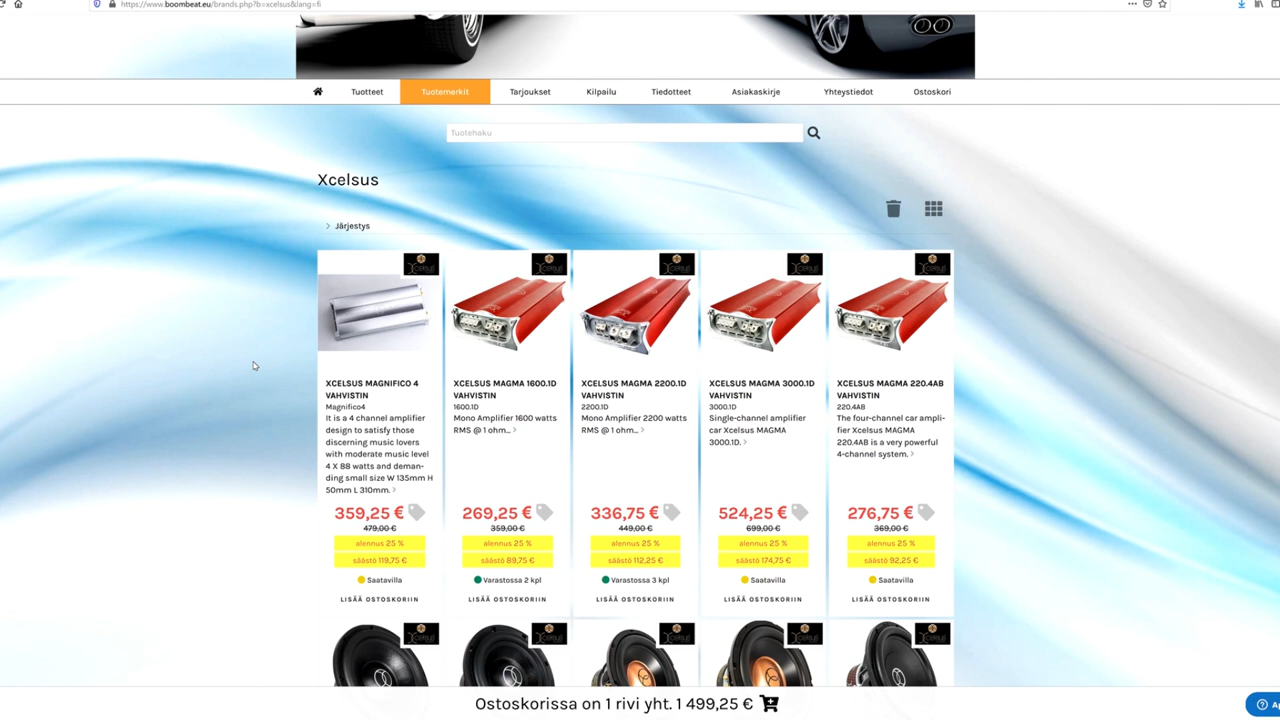 https://www.boombeat.eu/brands.php?b=xcelsus&lang=fi
Tuotteet
Tuotemerkit
Tarjoukset
Kilpailu
Tiedotteet
Asiakaskirje
Yhteystiedot
Ostoskori
Tuotehaku
Xcelsus
Järjestys
XCELSUS MAGNIFICO 4
VAHVISTIN
Magnifico4
It is a 4 channel amplifier
design to satisfy those
discerning music lovers
with moderate music level
4 X 88 watts and deman-
ding small size W 135mm H
50mm L 310mm.
359,25 €
479,00 €
alennus 25 %
säästö 119,75 €
Saatavilla
LISÄÄ OSTOSKORIIN
XCELSUS MAGMA 1600.1D
VAHVISTIN
1600.1D
Mono Amplifier 1600 watts
RMS @ 1 ohm...
269,25 €
359,00 €
alennus 25 %
säästö 89,75 €
Varastossa 2 kpl
LISÄÄ OSTOSKORIIN
XCELSUS MAGMA 2200.1D
VAHVISTIN
2200.1D
Mono Amplifier 2200 watts
RMS @ 1 ohm...
336,75 €
449,00 €
alennus 25 %
säästö 112,25 €
Varastossa 3 kpl
LISÄÄ OSTOSKORIIN
XCELSUS MAGMA 3000.1D
VAHVISTIN
3000.1D
Single-channel amplifier
car Xcelsus MAGMA
3000.1D.
524,25 €
699,00 €
alennus 25 %
säästö 174,75 €
Saatavilla
LISÄÄ OSTOSKORIIN
XCELSUS MAGMA 220.4AB
VAHVISTIN
220.4AB
The four-channel car ampli-
fier Xcelsus MAGMA
220.4AB is a very powerful
4-channel system.
276,75 €
369,00 €
alennus 25 %
säästö 92,25 €
Saatavilla
LISÄÄ OSTOSKORIIN
Ostoskorissa on 1 rivi yht. 1 499,25 €